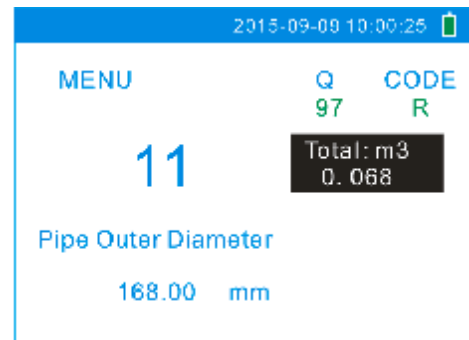 2015-09-09 10:00:25
MENU Q CODE
97 R
11
Total: m3
0.068
Pipe Outer Diameter
168.00 mm